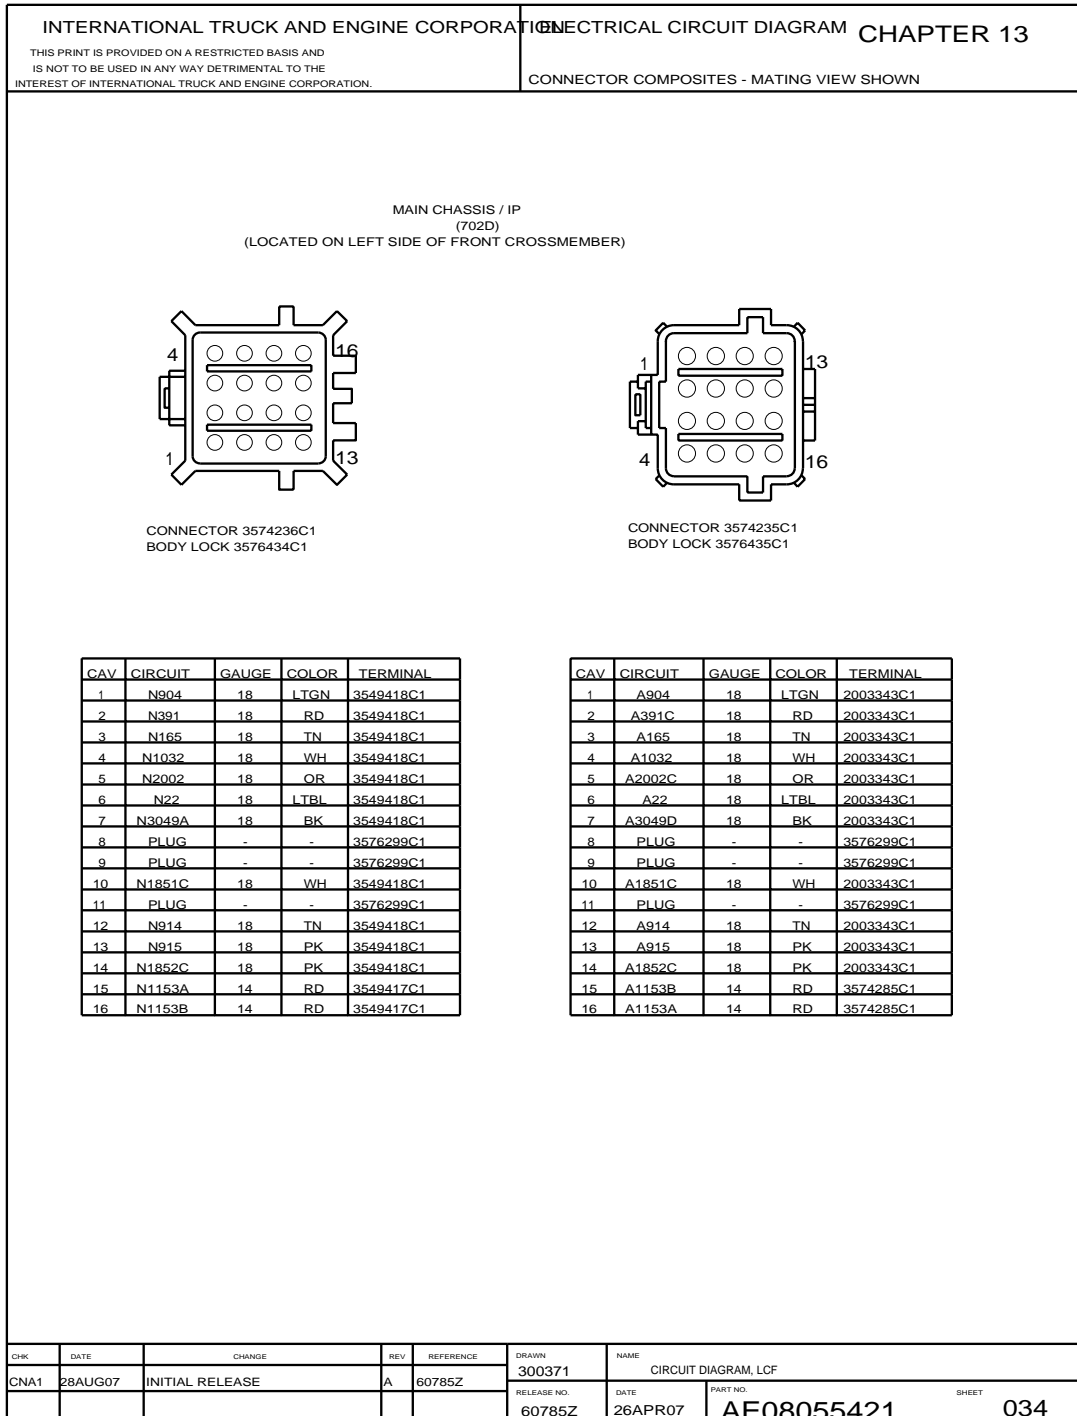 INTERNATIONAL TRUCK AND ENGINE CORPORATION
THIS PRINT IS PROVIDED ON A RESTRICTED BASIS AND
IS NOT TO BE USED IN ANY WAY DETRIMENTAL TO THE
INTEREST OF INTERNATIONAL TRUCK AND ENGINE CORPORATION.
ELECTRICAL CIRCUIT DIAGRAM CHAPTER 13
CONNECTOR COMPOSITES - MATING VIEW SHOWN
MAIN CHASSIS / IP
(702D)
(LOCATED ON LEFT SIDE OF FRONT CROSSMEMBER)
4 16
1 13
CONNECTOR 3574236C1
BODY LOCK 3576434C1
1 13
4 16
CONNECTOR 3574235C1
BODY LOCK 3576435C1
CAV CIRCUIT GAUGE COLOR TERMINAL
1 N904 18 LTGN 3549418C1
2 N391 18 RD 3549418C1
3 N165 18 TN 3549418C1
4 N1032 18 WH 3549418C1
5 N2002 18 OR 3549418C1
6 N22 18 LTBL 3549418C1
7 N3049A 18 BK 3549418C1
8 PLUG - - 3576299C1
9 PLUG - - 3576299C1
10 N1851C 18 WH 3549418C1
11 PLUG - - 3576299C1
12 N914 18 TN 3549418C1
13 N915 18 PK 3549418C1
14 N1852C 18 PK 3549418C1
15 N1153A 14 RD 3549417C1
16 N1153B 14 RD 3549417C1
CAV CIRCUIT GAUGE COLOR TERMINAL
1 A904 18 LTGN 2003343C1
2 A391C 18 RD 2003343C1
3 A165 18 TN 2003343C1
4 A1032 18 WH 2003343C1
5 A2002C 18 OR 2003343C1
6 A22 18 LTBL 2003343C1
7 A3049D 18 BK 2003343C1
8 PLUG - - 3576299C1
9 PLUG - - 3576299C1
10 A1851C 18 WH 2003343C1
11 PLUG - - 3576299C1
12 A914 18 TN 2003343C1
13 A915 18 PK 2003343C1
14 A1852C 18 PK 2003343C1
15 A1153B 14 RD 3574285C1
16 A1153A 14 RD 3574285C1
CHK DATE CHANGE REV REFERENCE
CNA1 28AUG07 INITIAL RELEASE A 60785Z
DRAWN
300371
NAME
CIRCUIT DIAGRAM, LCF
RELEASE NO.
60785Z
DATE
26APR07
PART NO.
AE08055421
SHEET
034